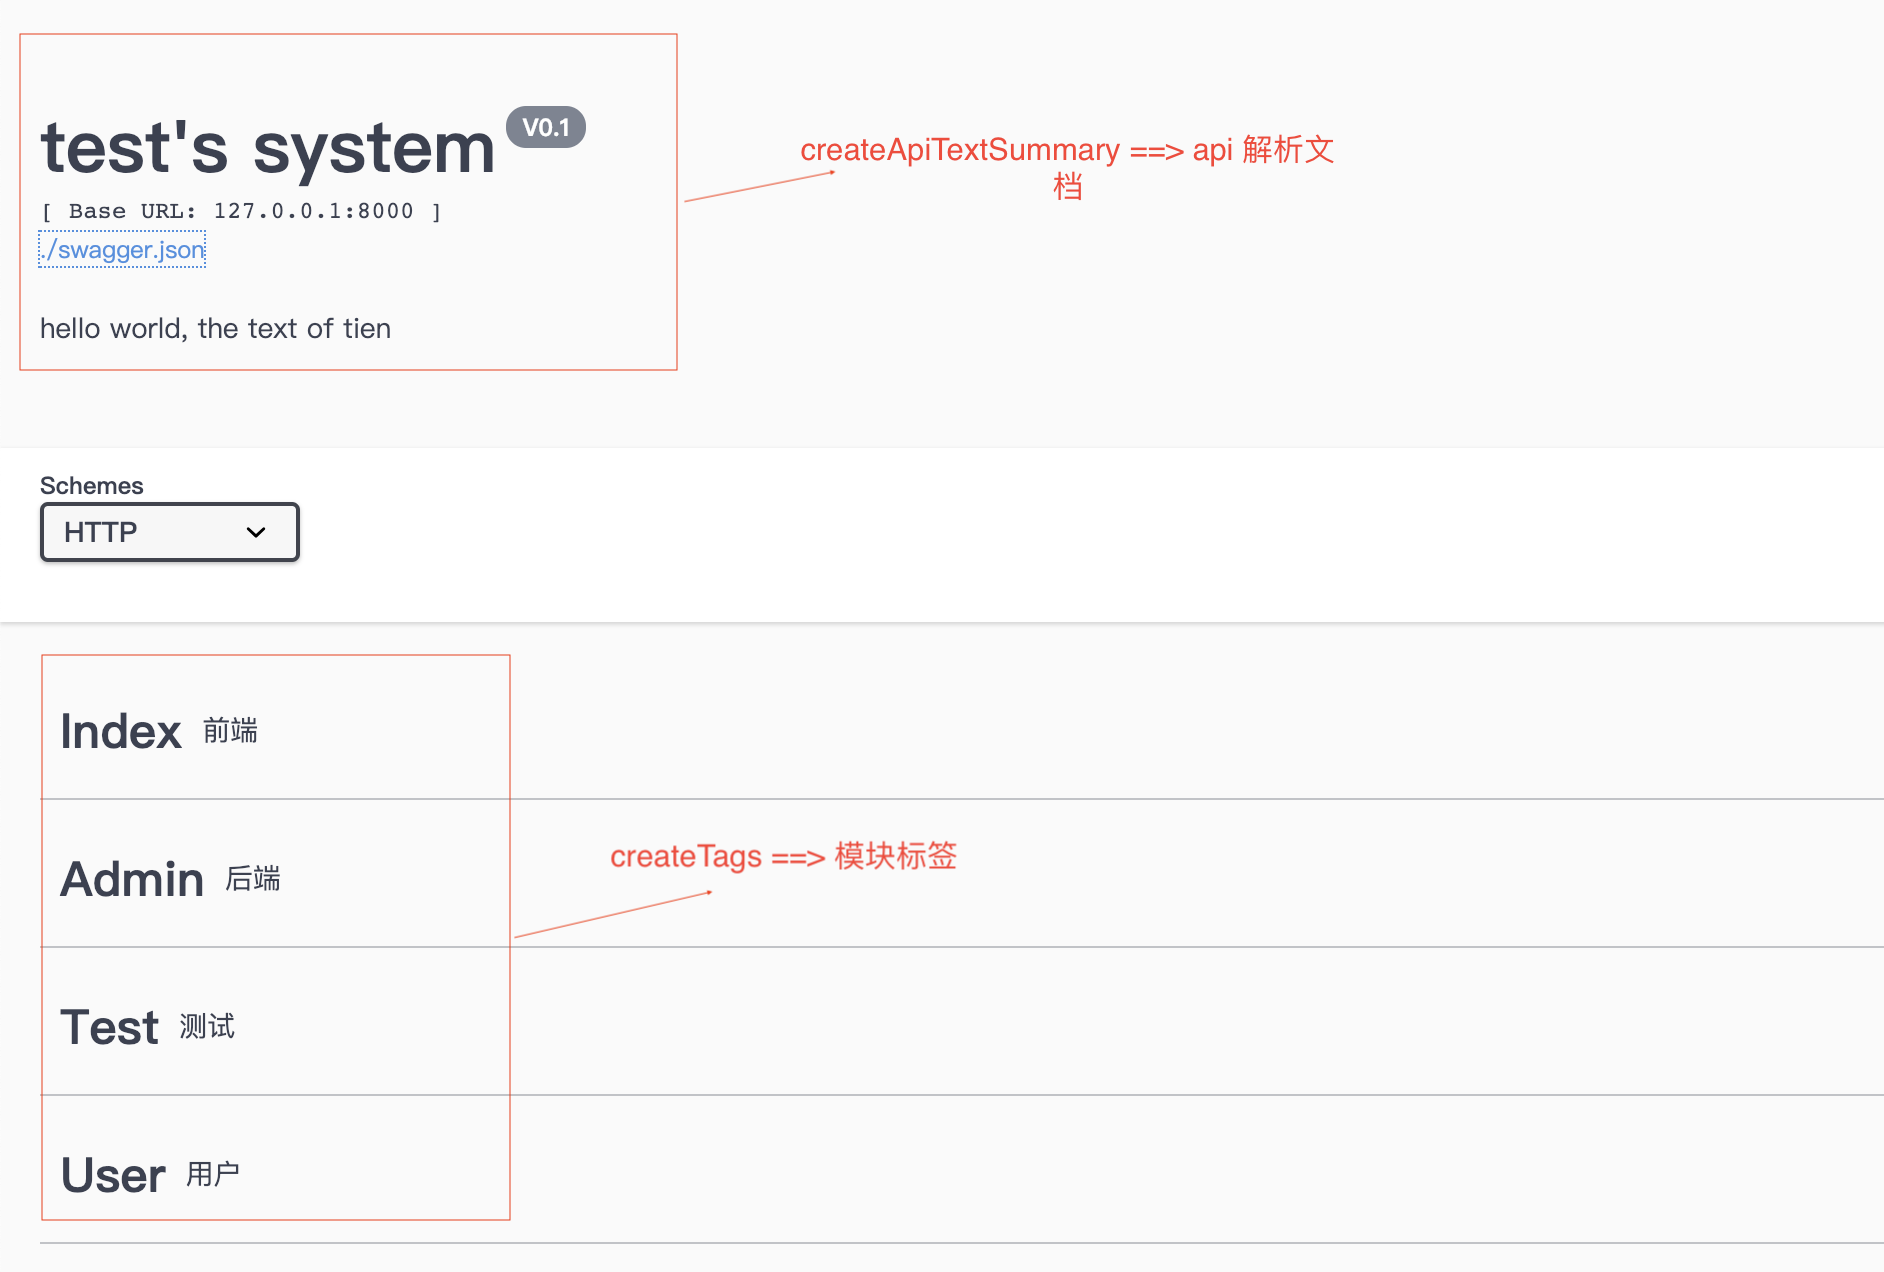 test's system V0.1
[ Base URL: 127.0.0.1:8000 ]
./swagger.json
hello world, the text of tien
createApiTextSummary ==> api 解析文
档
Schemes
HTTP
Index 前端
Admin 后端
createTags ==> 模块标签
Test 测试
User 用户